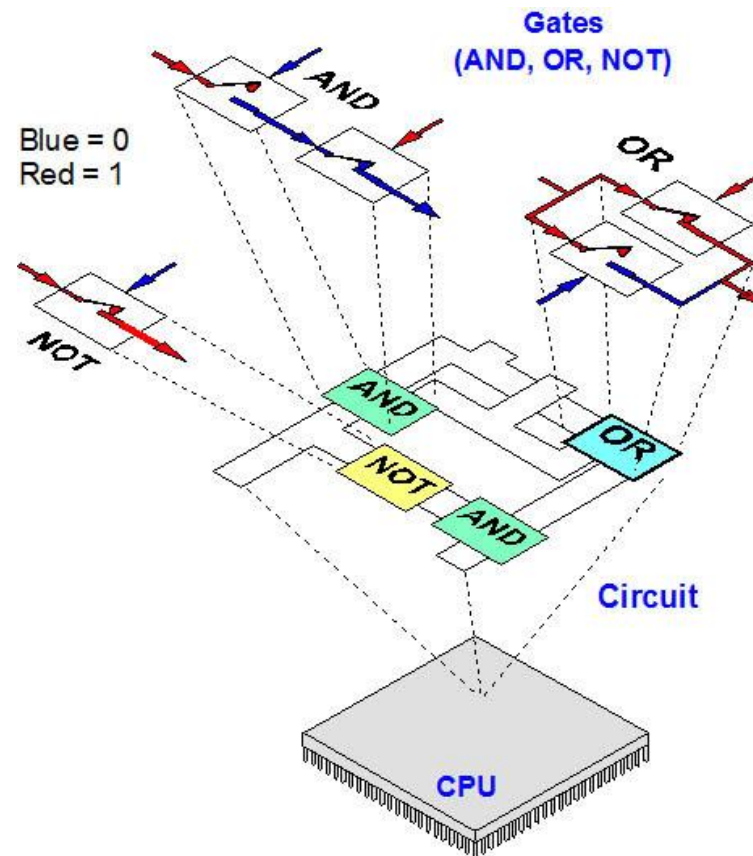 Gates
(AND, OR, NOT)
AND
Blue = 0
Red = 1
OR
NOT
AND
OR
NOT
AND
Circuit
CPU